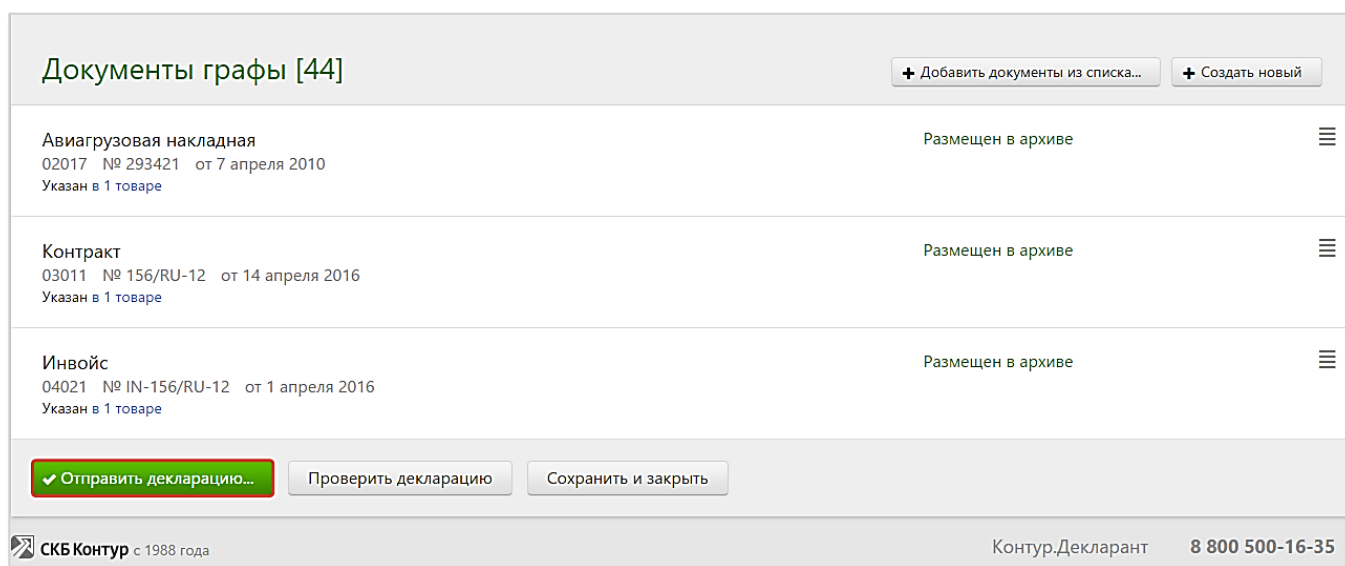 Документы графы [44]
+ Добавить документы из списка...
+ Создать новый
Авиагрузовая накладная
Размещен в архиве
02017 № 293421 от 7 апреля 2010
Указан в 1 товаре
Контракт
Размещен в архиве
03011 № 156/RU-12 от 14 апреля 2016
Указан в 1 товаре
Инвойс
Размещен в архиве
04021 № IN-156/RU-12 от 1 апреля 2016
Указан в 1 товаре
✔ Отправить декларацию...
Проверить декларацию
Сохранить и закрыть
СКБ Контур с 1988 года
Контур.Декларант 8 800 500-16-35